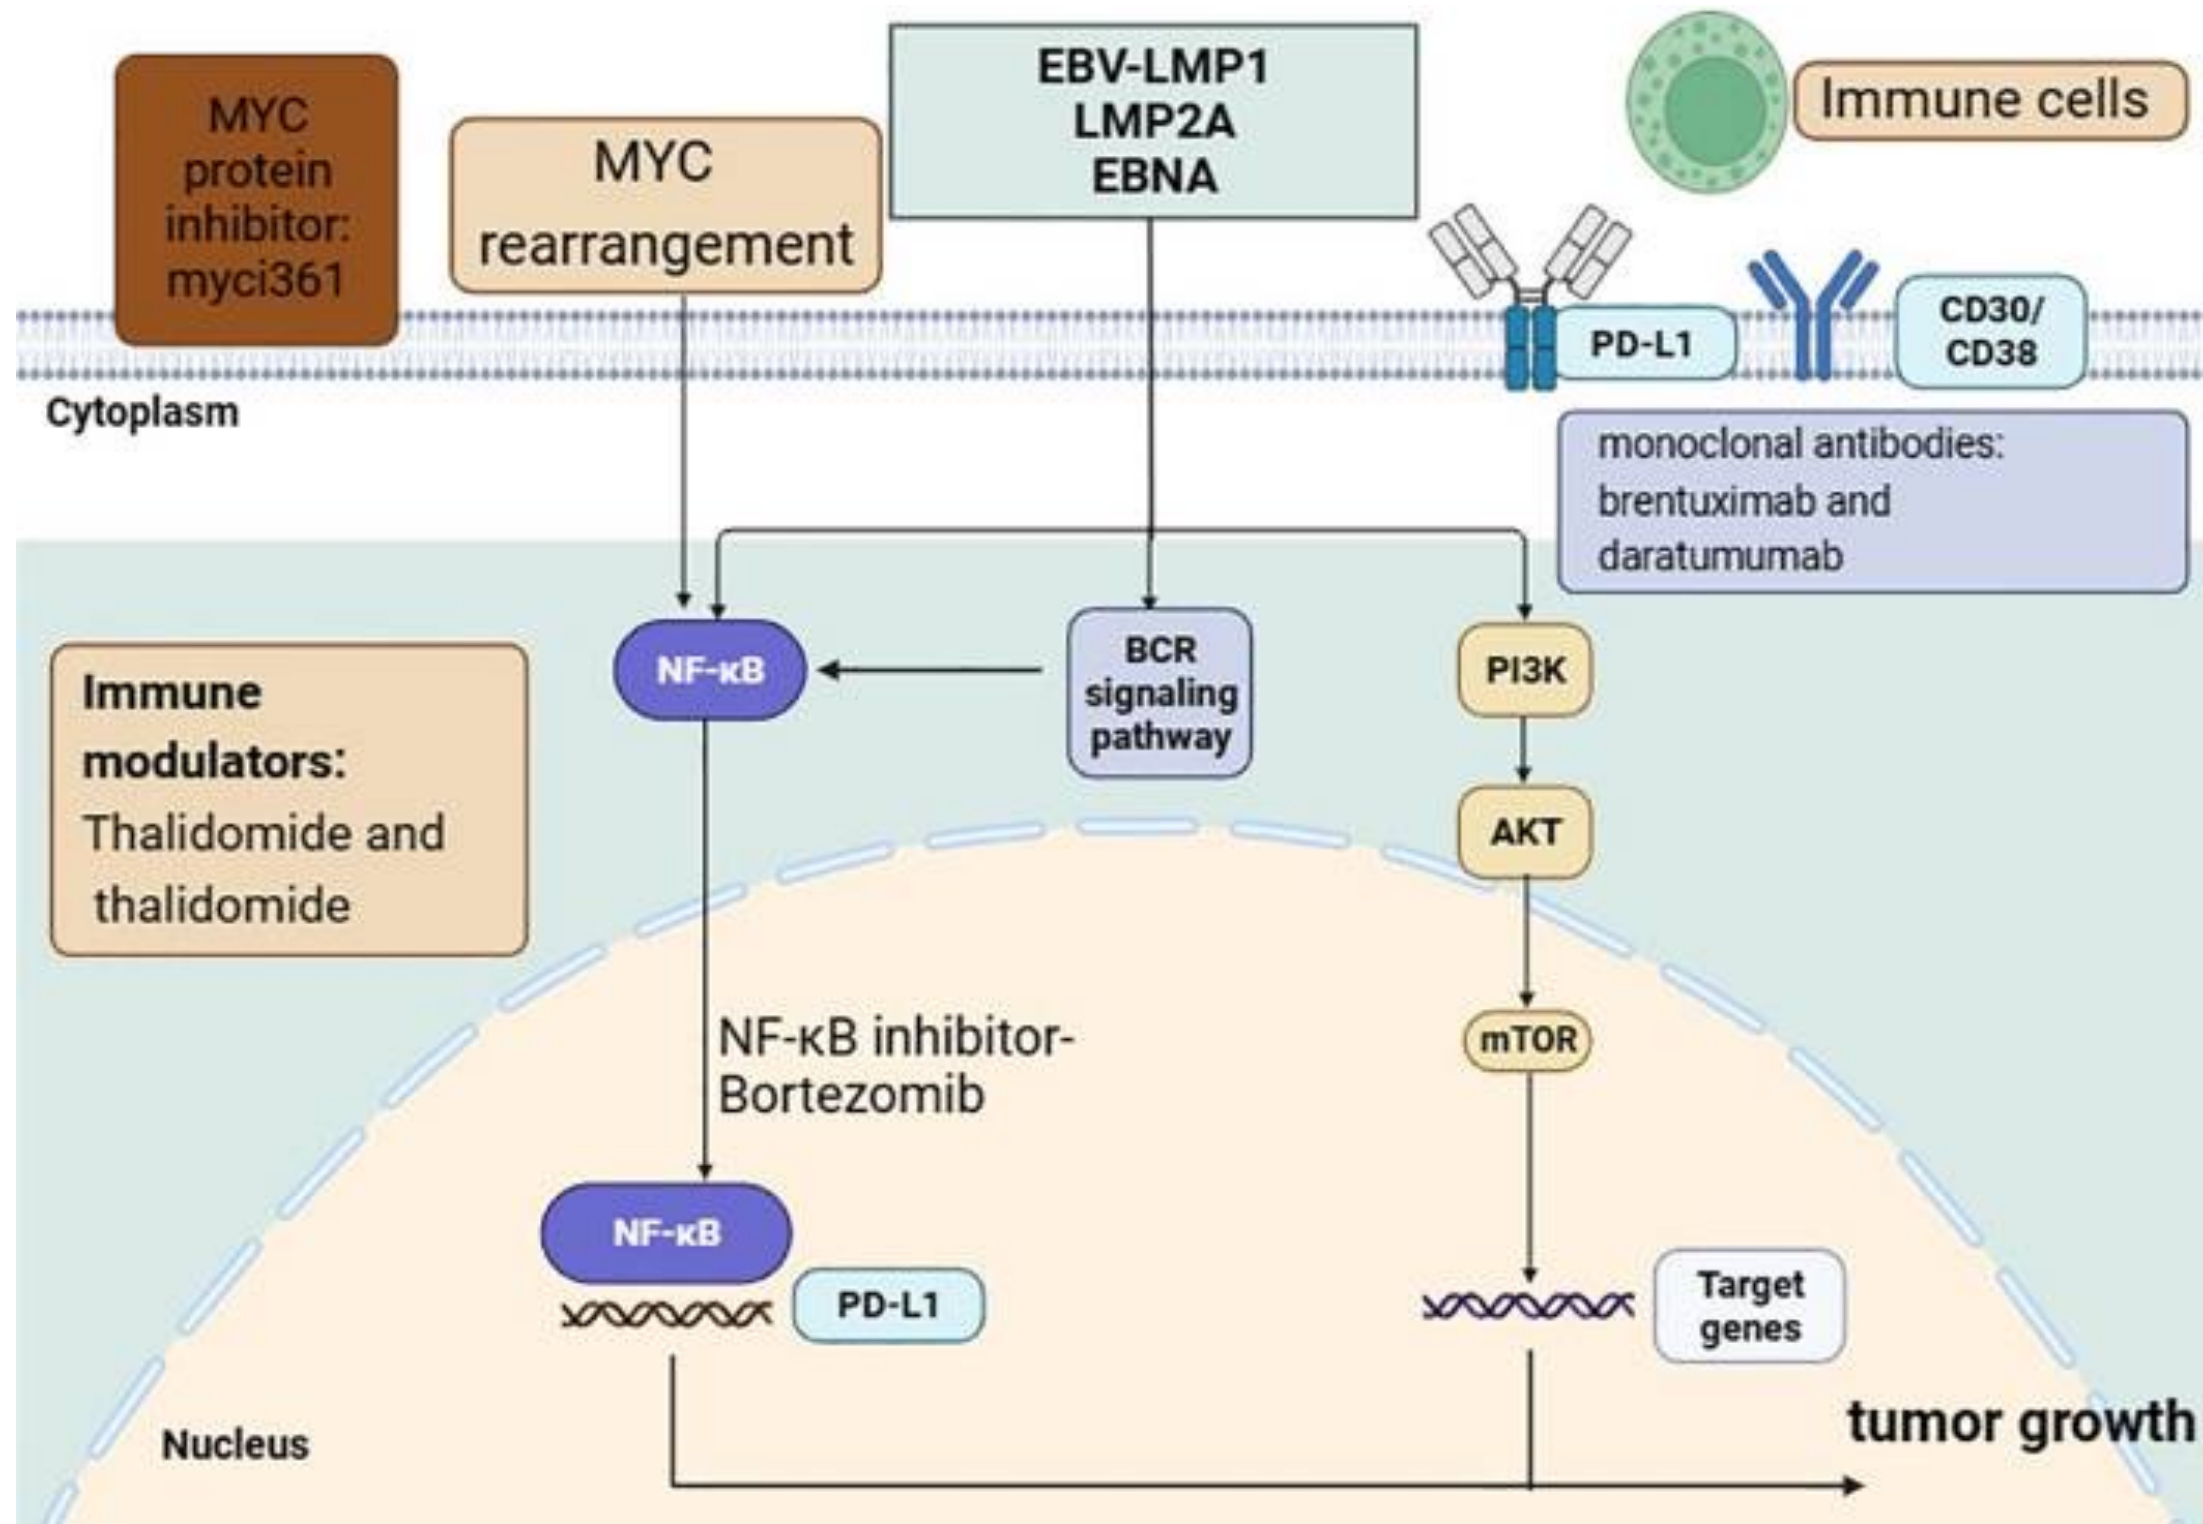 MYC
protein
inhibitor:
myci361
MYC
rearrangement
EBV-LMP1
LMP2A
EBNA
Immune cells
PD-L1
CD30/
CD38
Cytoplasm
monoclonal antibodies:
brentuximab and
daratumumab
Immune
modulators:
Thalidomide and
thalidomide
NF-κB
BCR
signaling
pathway
PI3K
AKT
NF-κB inhibitor-
Bortezomib
mTOR
NF-κB
PD-L1
Target
genes
tumor growth
Nucleus